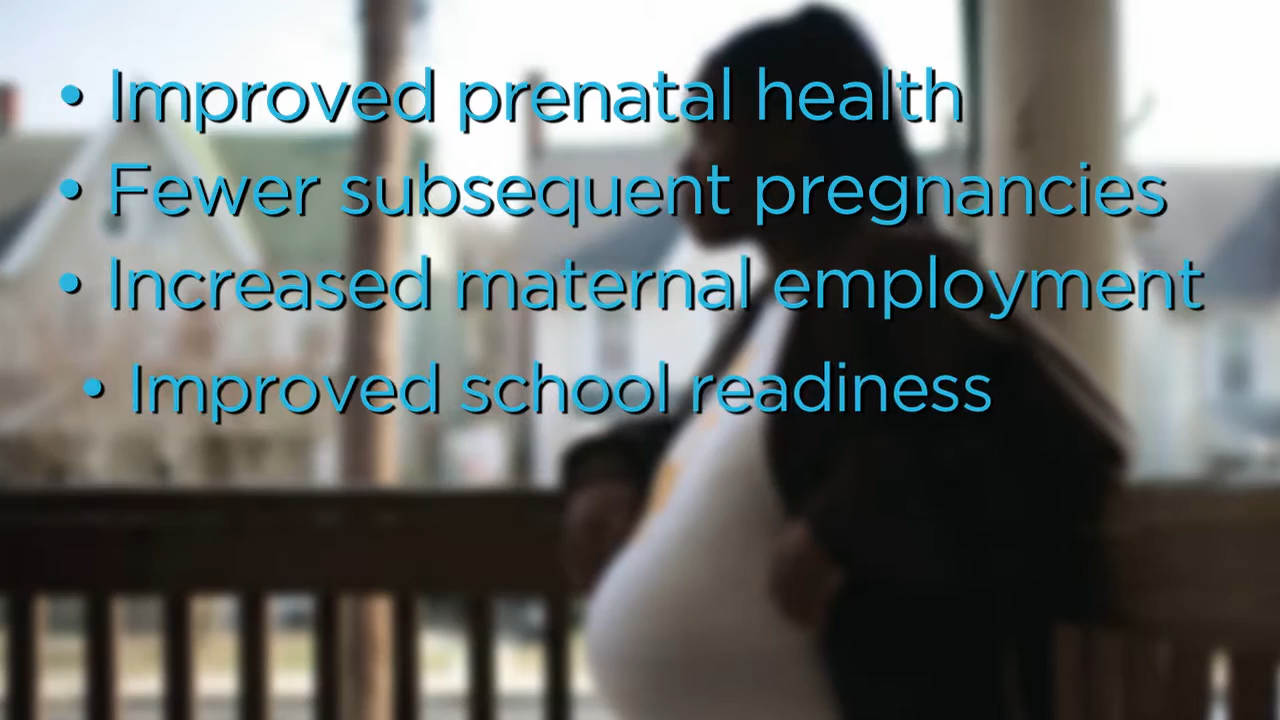 • Improved prenatal health
• Fewer subsequent pregnancies
• Increased maternal employment
• Improved school readiness